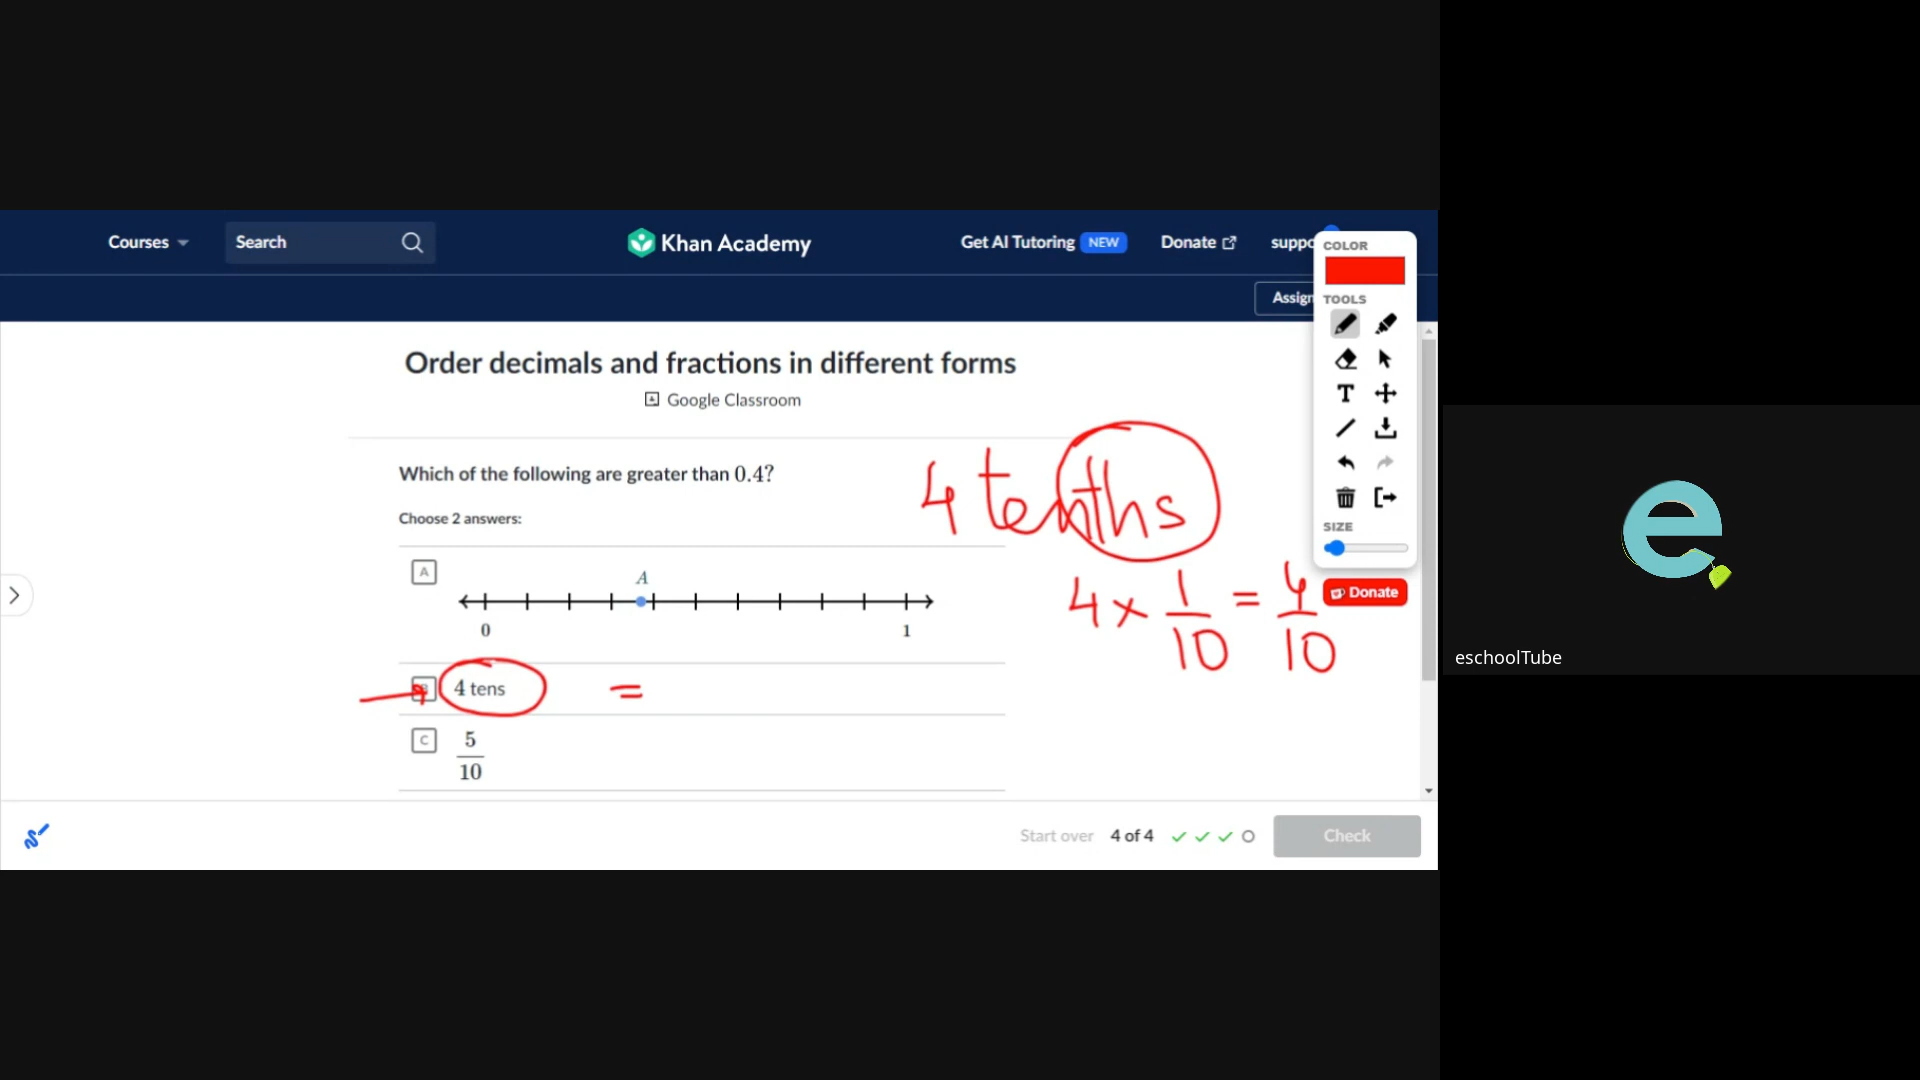 Courses
Search
Khan Academy
Get AI Tutoring NEW
Donate
suppo
Assign
COLOR
TOOLS
T
SIZE
Donate
Order decimals and fractions in different forms
Google Classroom
Which of the following are greater than 0.4?
Choose 2 answers:
4 tenths
4 × 1/10 = 4/10
A
A
0 1
B 4 tens =
C 5/10
Start over 4 of 4 Check
eschoolTube